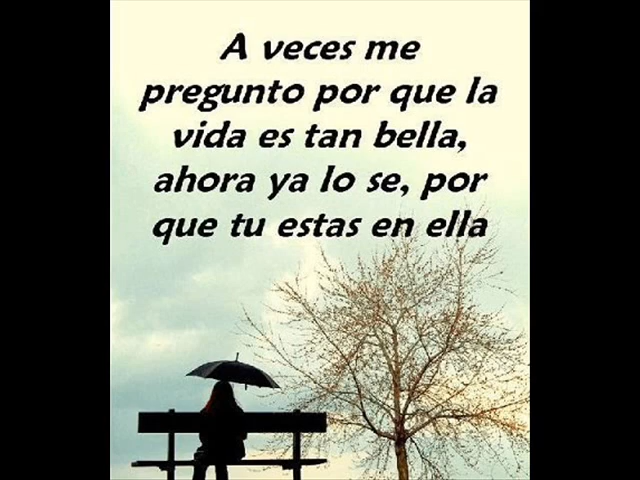 A veces me
pregunto por que la
vida es tan bella,
ahora ya lo se, por
que tu estas en ella